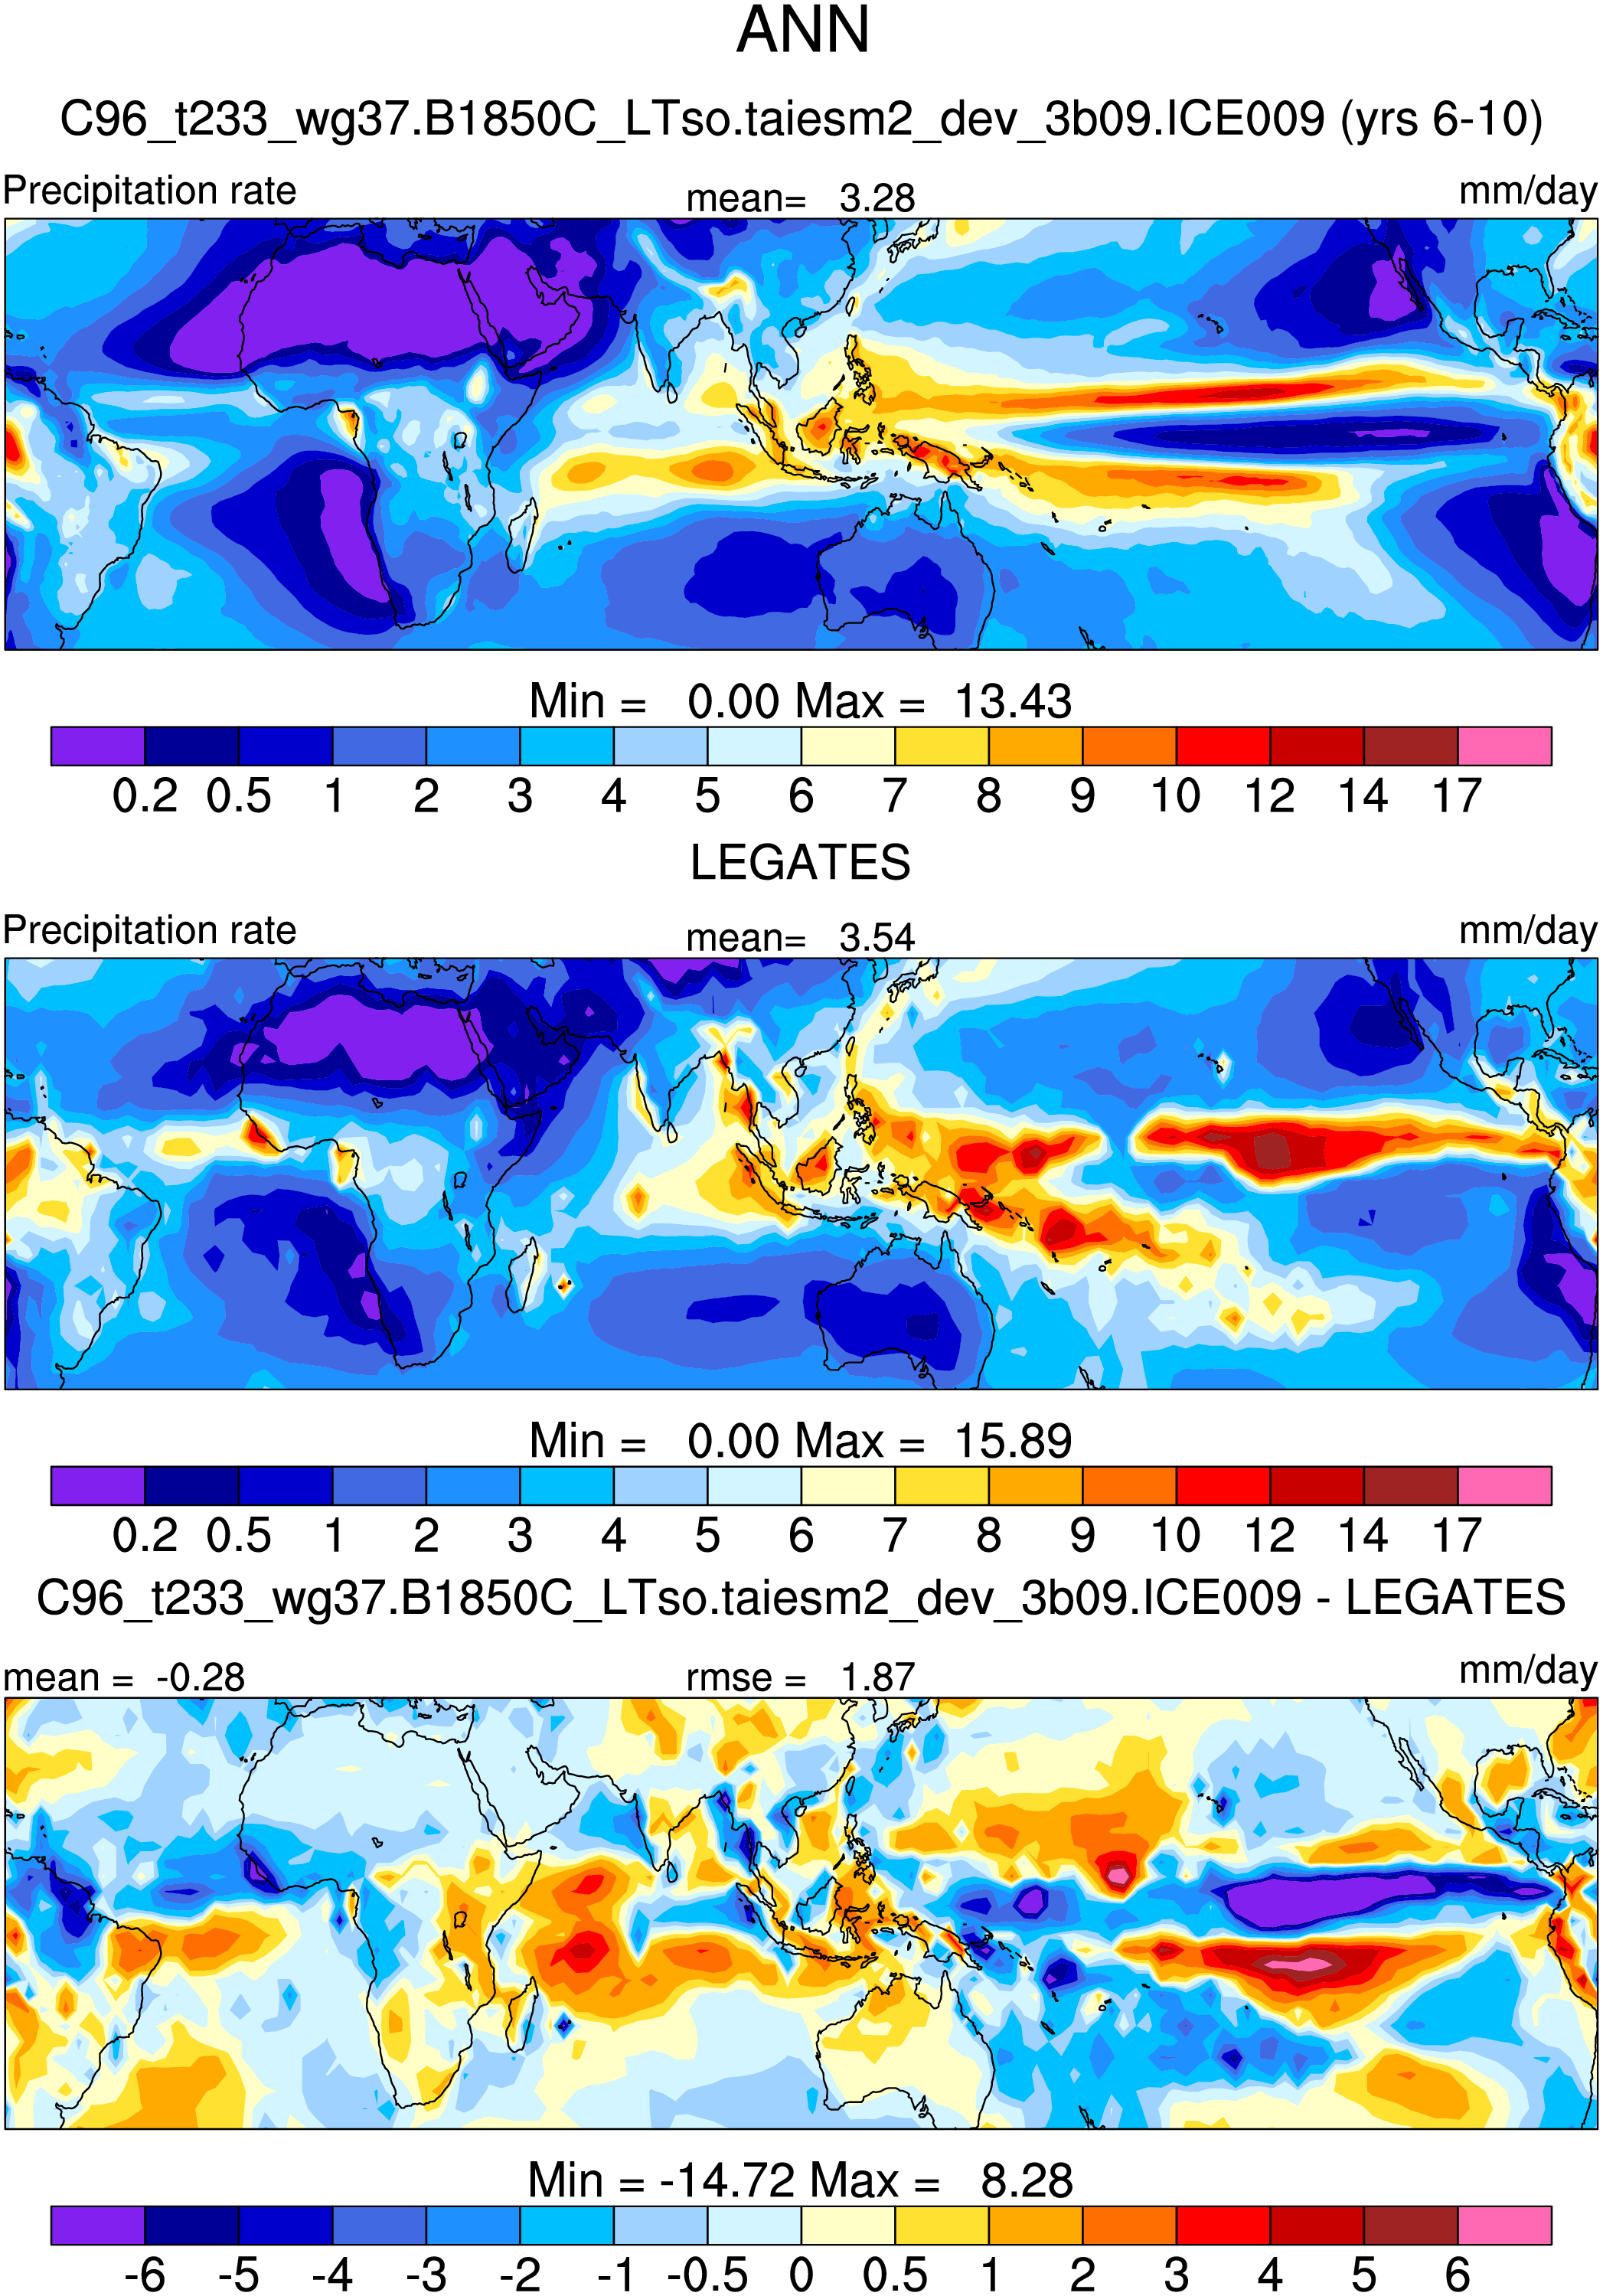 ANN
C96_t233_wg37.B1850C_LTso.taiesm2_dev_3b09.ICE009 (yrs 6-10)
Precipitation rate mean= 3.28 mm/day
Min = 0.00 Max = 13.43
0.2 0.5 1 2 3 4 5 6 7 8 9 10 12 14 17
LEGATES
Precipitation rate mean= 3.54 mm/day
Min = 0.00 Max = 15.89
0.2 0.5 1 2 3 4 5 6 7 8 9 10 12 14 17
C96_t233_wg37.B1850C_LTso.taiesm2_dev_3b09.ICE009 - LEGATES
mean = -0.28 rmse = 1.87 mm/day
Min = -14.72 Max = 8.28
-6 -5 -4 -3 -2 -1 -0.5 0 0.5 1 2 3 4 5 6